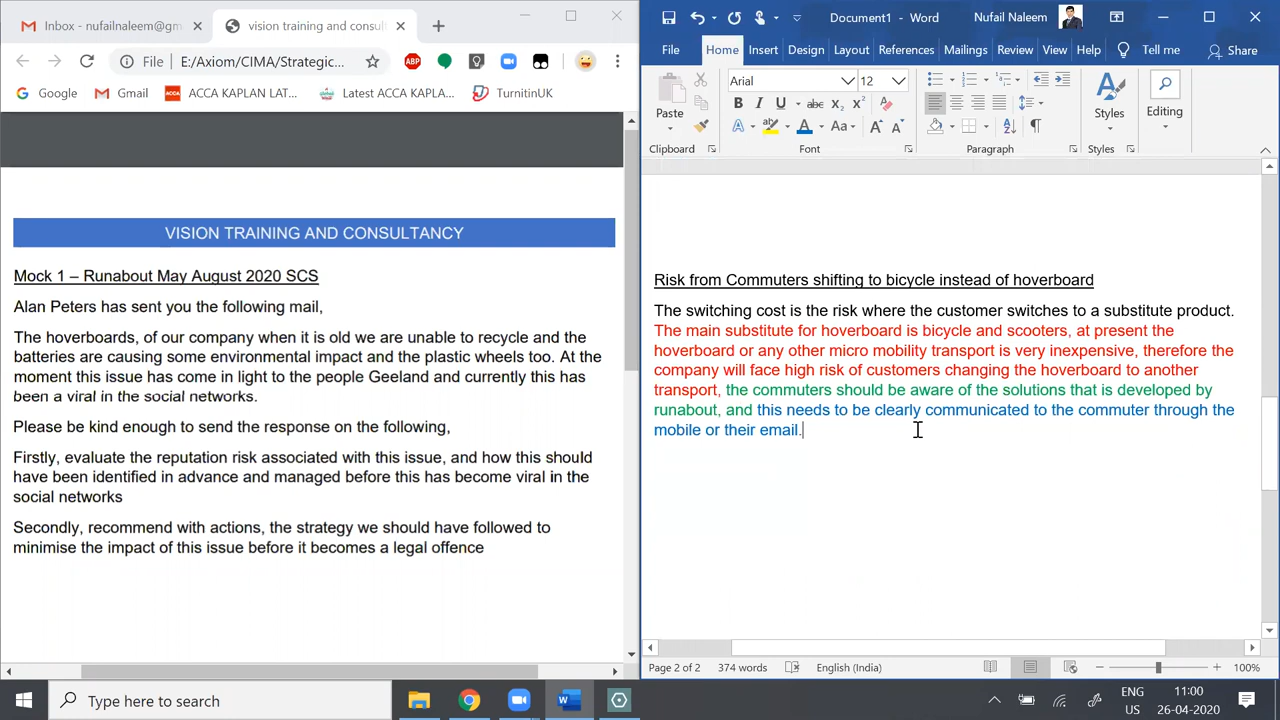 Inbox - nufailnaleem@gm
vision training and consult
File
E:/Axiom/CIMA/Strategic...
ABP
Google
Gmail
ACCA
ACCA KAPLAN LAT...
Latest ACCA KAPLA...
TurnitinUK
VISION TRAINING AND CONSULTANCY
Mock 1 – Runabout May August 2020 SCS
Alan Peters has sent you the following mail,
The hoverboards, of our company when it is old we are unable to recycle and the
batteries are causing some environmental impact and the plastic wheels too. At the
moment this issue has come in light to the people Geeland and currently this has
been a viral in the social networks.
Please be kind enough to send the response on the following,
Firstly, evaluate the reputation risk associated with this issue, and how this should
have been identified in advance and managed before this has become viral in the
social networks
Secondly, recommend with actions, the strategy we should have followed to
minimise the impact of this issue before it becomes a legal offence
Document1 - Word
Nufail Naleem
File Home Insert Design Layout References Mailings Review View Help Tell me Share
Paste
Arial 12
B I U abc X2 X2
A A Aa A A
Styles
Editing
Clipboard Font Paragraph Styles
Risk from Commuters shifting to bicycle instead of hoverboard
The switching cost is the risk where the customer switches to a substitute product.
The main substitute for hoverboard is bicycle and scooters, at present the
hoverboard or any other micro mobility transport is very inexpensive, therefore the
company will face high risk of customers changing the hoverboard to another
transport, the commuters should be aware of the solutions that is developed by
runabout, and this needs to be clearly communicated to the commuter through the
mobile or their email.
Page 2 of 2 374 words English (India) 100%
Type here to search
ENG
US
11:00
26-04-2020